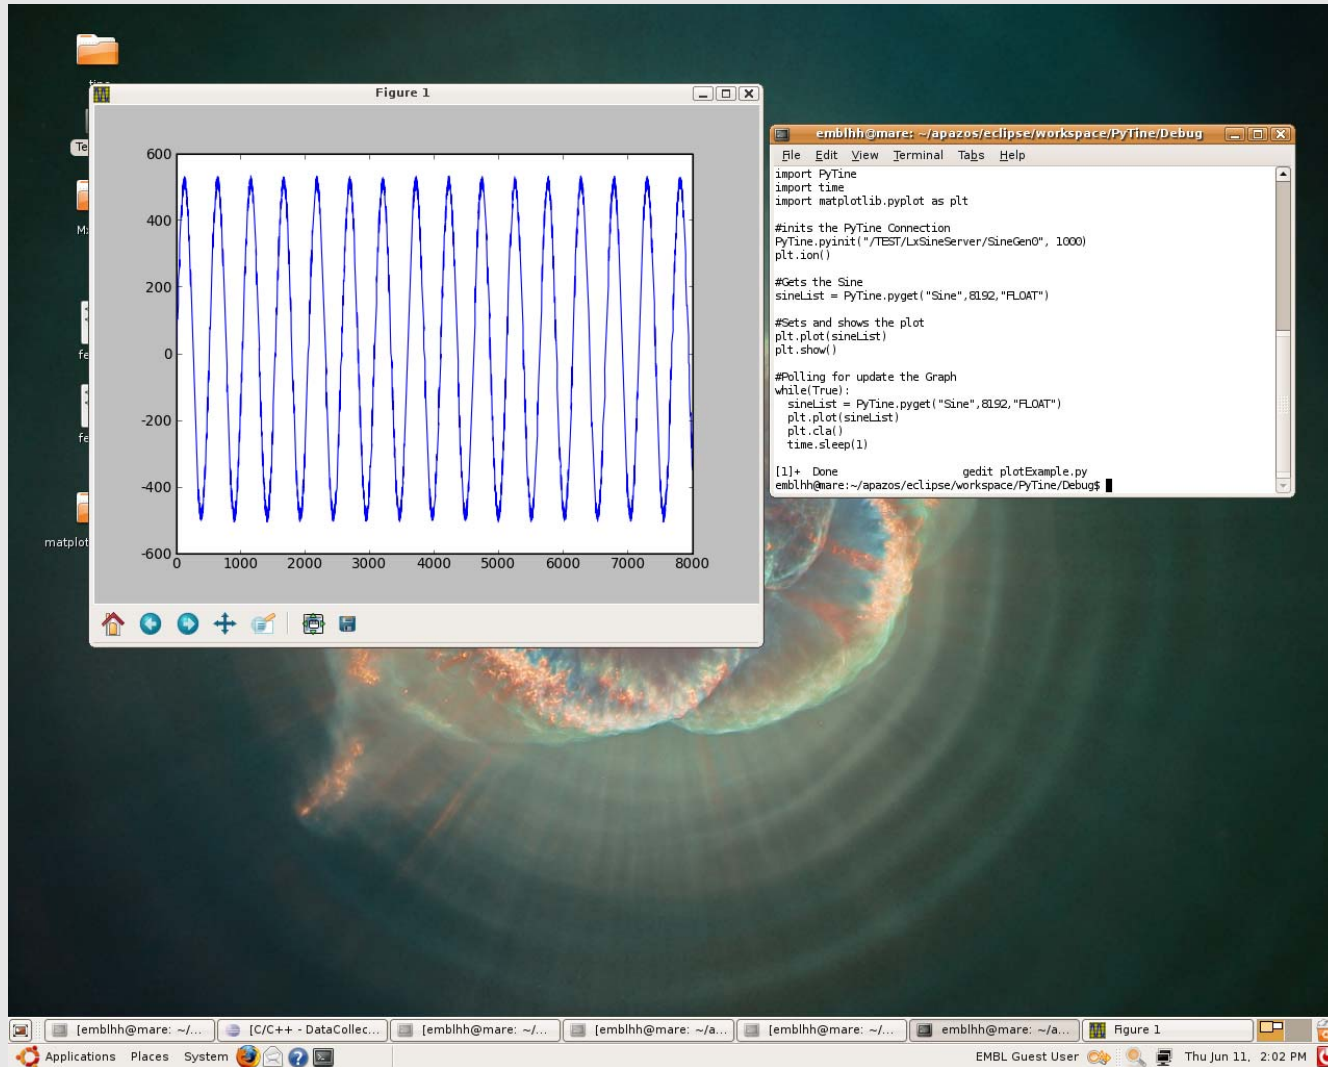 tine
Figure 1
Te
M
fe
fe
matplot
600
400
200
0
-200
-400
-600
0 1000 2000 3000 4000 5000 6000 7000 8000
emblhh@mare: ~/apazos/eclipse/workspace/PyTine/Debug
File Edit View Terminal Tabs Help
import PyTine
import time
import matplotlib.pyplot as plt
#inits the PyTine Connection
PyTine.pyinit("/TEST/LxSineServer/SineGen0", 1000)
plt.ion()
#Gets the Sine
sineList = PyTine.pyget("Sine",8192,"FLOAT")
#Sets and shows the plot
plt.plot(sineList)
plt.show()
#Polling for update the Graph
while(True):
sineList = PyTine.pyget("Sine",8192,"FLOAT")
plt.plot(sineList)
plt.cla()
time.sleep(1)
[1]+ Done gedit plotExample.py
emblhh@mare:~/apazos/eclipse/workspace/PyTine/Debug$
[emblhh@mare: ~/... [C/C++ - DataCollec... [emblhh@mare: ~/... [emblhh@mare: ~/a... [emblhh@mare: ~/... emblhh@mare: ~/a... Figure 1
Applications Places System EMBL Guest User Thu Jun 11, 2:02 PM